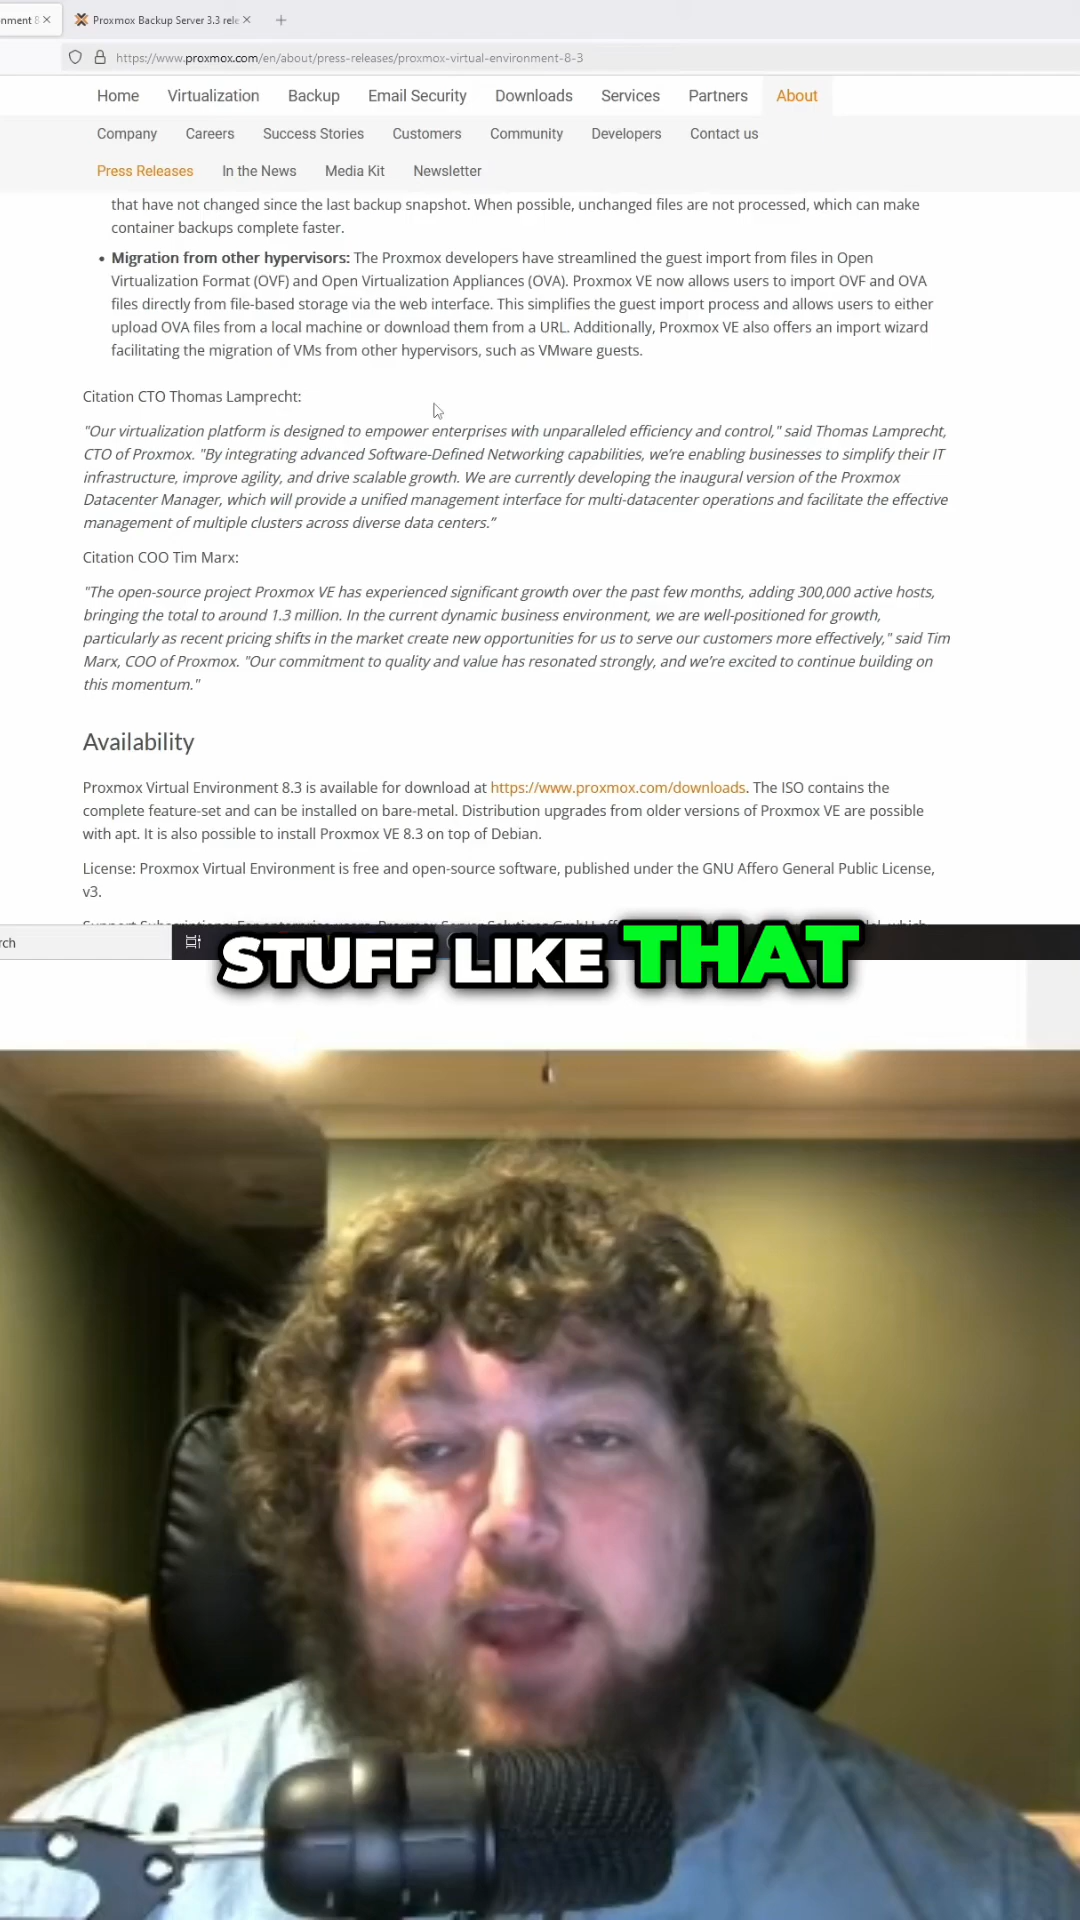 nment 8
Proxmox Backup Server 3.3 rele
https://www.proxmox.com/en/about/press-releases/proxmox-virtual-environment-8-3
Home Virtualization Backup Email Security Downloads Services Partners About
Company Careers Success Stories Customers Community Developers Contact us
Press Releases In the News Media Kit Newsletter
that have not changed since the last backup snapshot. When possible, unchanged files are not processed, which can make
container backups complete faster.
• Migration from other hypervisors: The Proxmox developers have streamlined the guest import from files in Open
Virtualization Format (OVF) and Open Virtualization Appliances (OVA). Proxmox VE now allows users to import OVF and OVA
files directly from file-based storage via the web interface. This simplifies the guest import process and allows users to either
upload OVA files from a local machine or download them from a URL. Additionally, Proxmox VE also offers an import wizard
facilitating the migration of VMs from other hypervisors, such as VMware guests.
Citation CTO Thomas Lamprecht:
"Our virtualization platform is designed to empower enterprises with unparalleled efficiency and control," said Thomas Lamprecht,
CTO of Proxmox. "By integrating advanced Software-Defined Networking capabilities, we’re enabling businesses to simplify their IT
infrastructure, improve agility, and drive scalable growth. We are currently developing the inaugural version of the Proxmox
Datacenter Manager, which will provide a unified management interface for multi-datacenter operations and facilitate the effective
management of multiple clusters across diverse data centers.”
Citation COO Tim Marx:
"The open-source project Proxmox VE has experienced significant growth over the past few months, adding 300,000 active hosts,
bringing the total to around 1.3 million. In the current dynamic business environment, we are well-positioned for growth,
particularly as recent pricing shifts in the market create new opportunities for us to serve our customers more effectively," said Tim
Marx, COO of Proxmox. "Our commitment to quality and value has resonated strongly, and we’re excited to continue building on
this momentum."
Availability
Proxmox Virtual Environment 8.3 is available for download at https://www.proxmox.com/downloads. The ISO contains the
complete feature-set and can be installed on bare-metal. Distribution upgrades from older versions of Proxmox VE are possible
with apt. It is also possible to install Proxmox VE 8.3 on top of Debian.
License: Proxmox Virtual Environment is free and open-source software, published under the GNU Affero General Public License,
v3.
rch
STUFF LIKE THAT